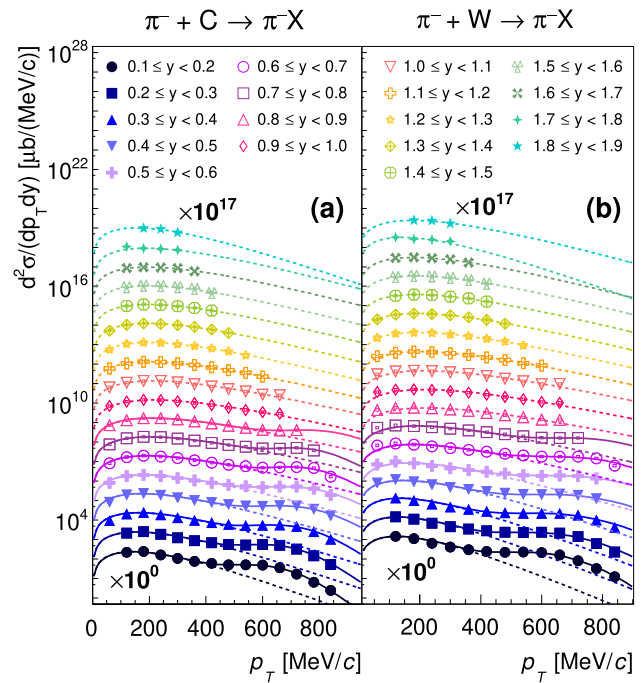 π⁻ + C → π⁻X
π⁻ + W → π⁻X
d²σ/(dp_T dy) [μb/(MeV/c)]
10²⁸
10²²
10¹⁶
10¹⁰
10⁴
0.1 ≤ y < 0.2
0.2 ≤ y < 0.3
0.3 ≤ y < 0.4
0.4 ≤ y < 0.5
0.5 ≤ y < 0.6
0.6 ≤ y < 0.7
0.7 ≤ y < 0.8
0.8 ≤ y < 0.9
0.9 ≤ y < 1.0
×10¹⁷
(a)
×10⁰
1.0 ≤ y < 1.1
1.1 ≤ y < 1.2
1.2 ≤ y < 1.3
1.3 ≤ y < 1.4
1.4 ≤ y < 1.5
1.5 ≤ y < 1.6
1.6 ≤ y < 1.7
1.7 ≤ y < 1.8
1.8 ≤ y < 1.9
×10¹⁷
(b)
×10⁰
0 200 400 600 800
200 400 600 800
p_T [MeV/c]
p_T [MeV/c]